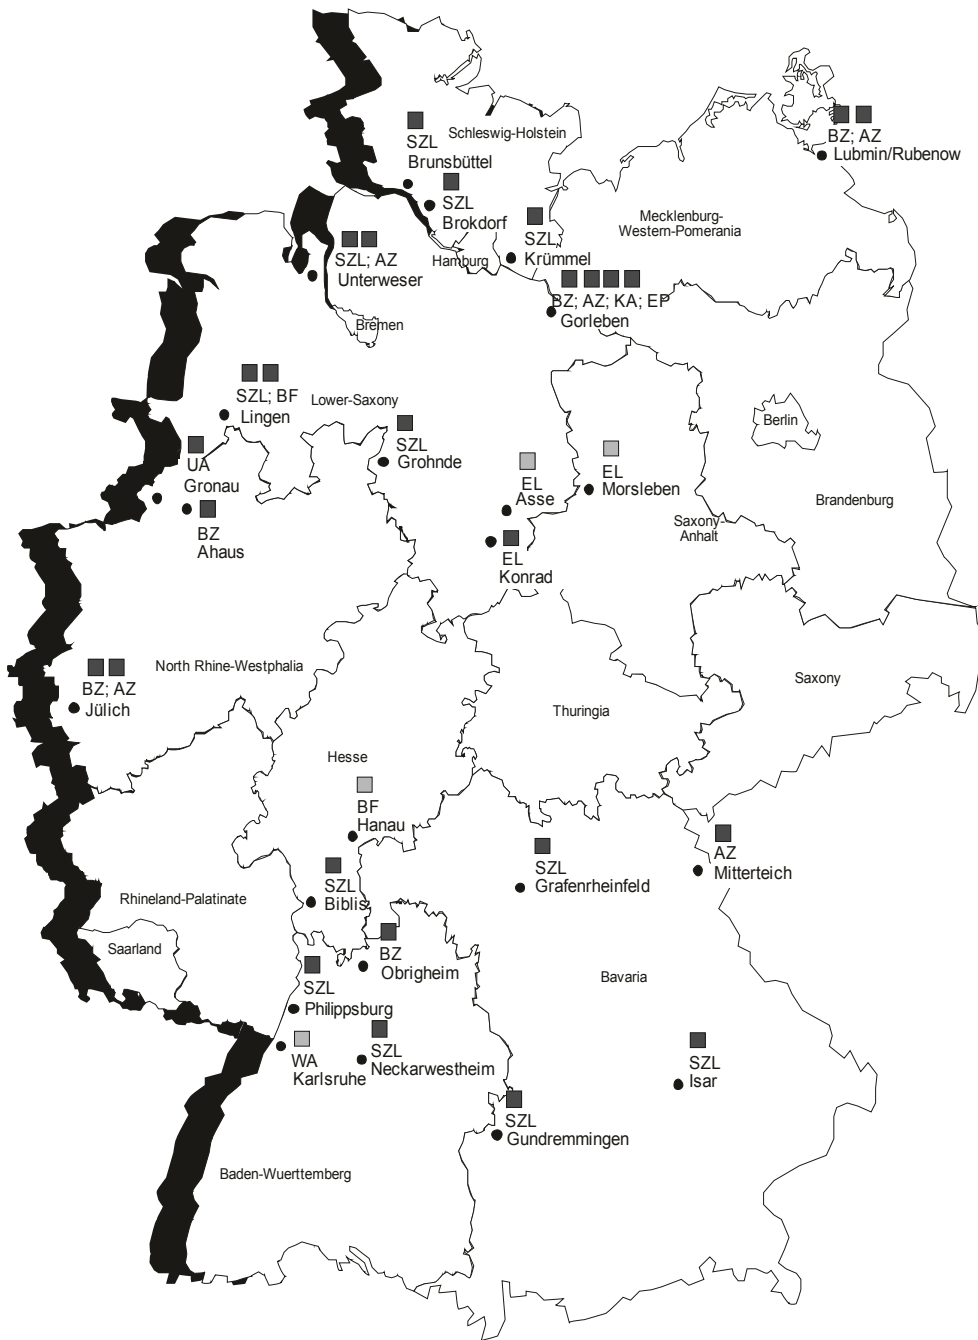 SZL
Brunsbüttel
Schleswig-Holstein
BZ; AZ
Lubmin/Rubenow
SZL
Brokdorf
Mecklenburg-
Western-Pomerania
SZL
Krümmel
SZL; AZ
Unterweser
Hamburg
BZ; AZ; KA; EP
Gorleben
Bremen
SZL; BF
Lingen
Lower-Saxony
Berlin
SZL
Grohnde
UA
Gronau
EL
Asse
EL
Morsleben
Brandenburg
BZ
Ahaus
Saxony-
Anhalt
EL
Konrad
North Rhine-Westphalia
BZ; AZ
Jülich
Saxony
Thuringia
Hesse
BF
Hanau
AZ
Mitterteich
SZL
Grafenrheinfeld
SZL
Biblis
Rhineland-Palatinate
Saarland
BZ
Obrigheim
Bavaria
SZL
Philippsburg
WA
Karlsruhe
SZL
Neckarwestheim
SZL
Isar
SZL
Gundremmingen
Baden-Wuerttemberg